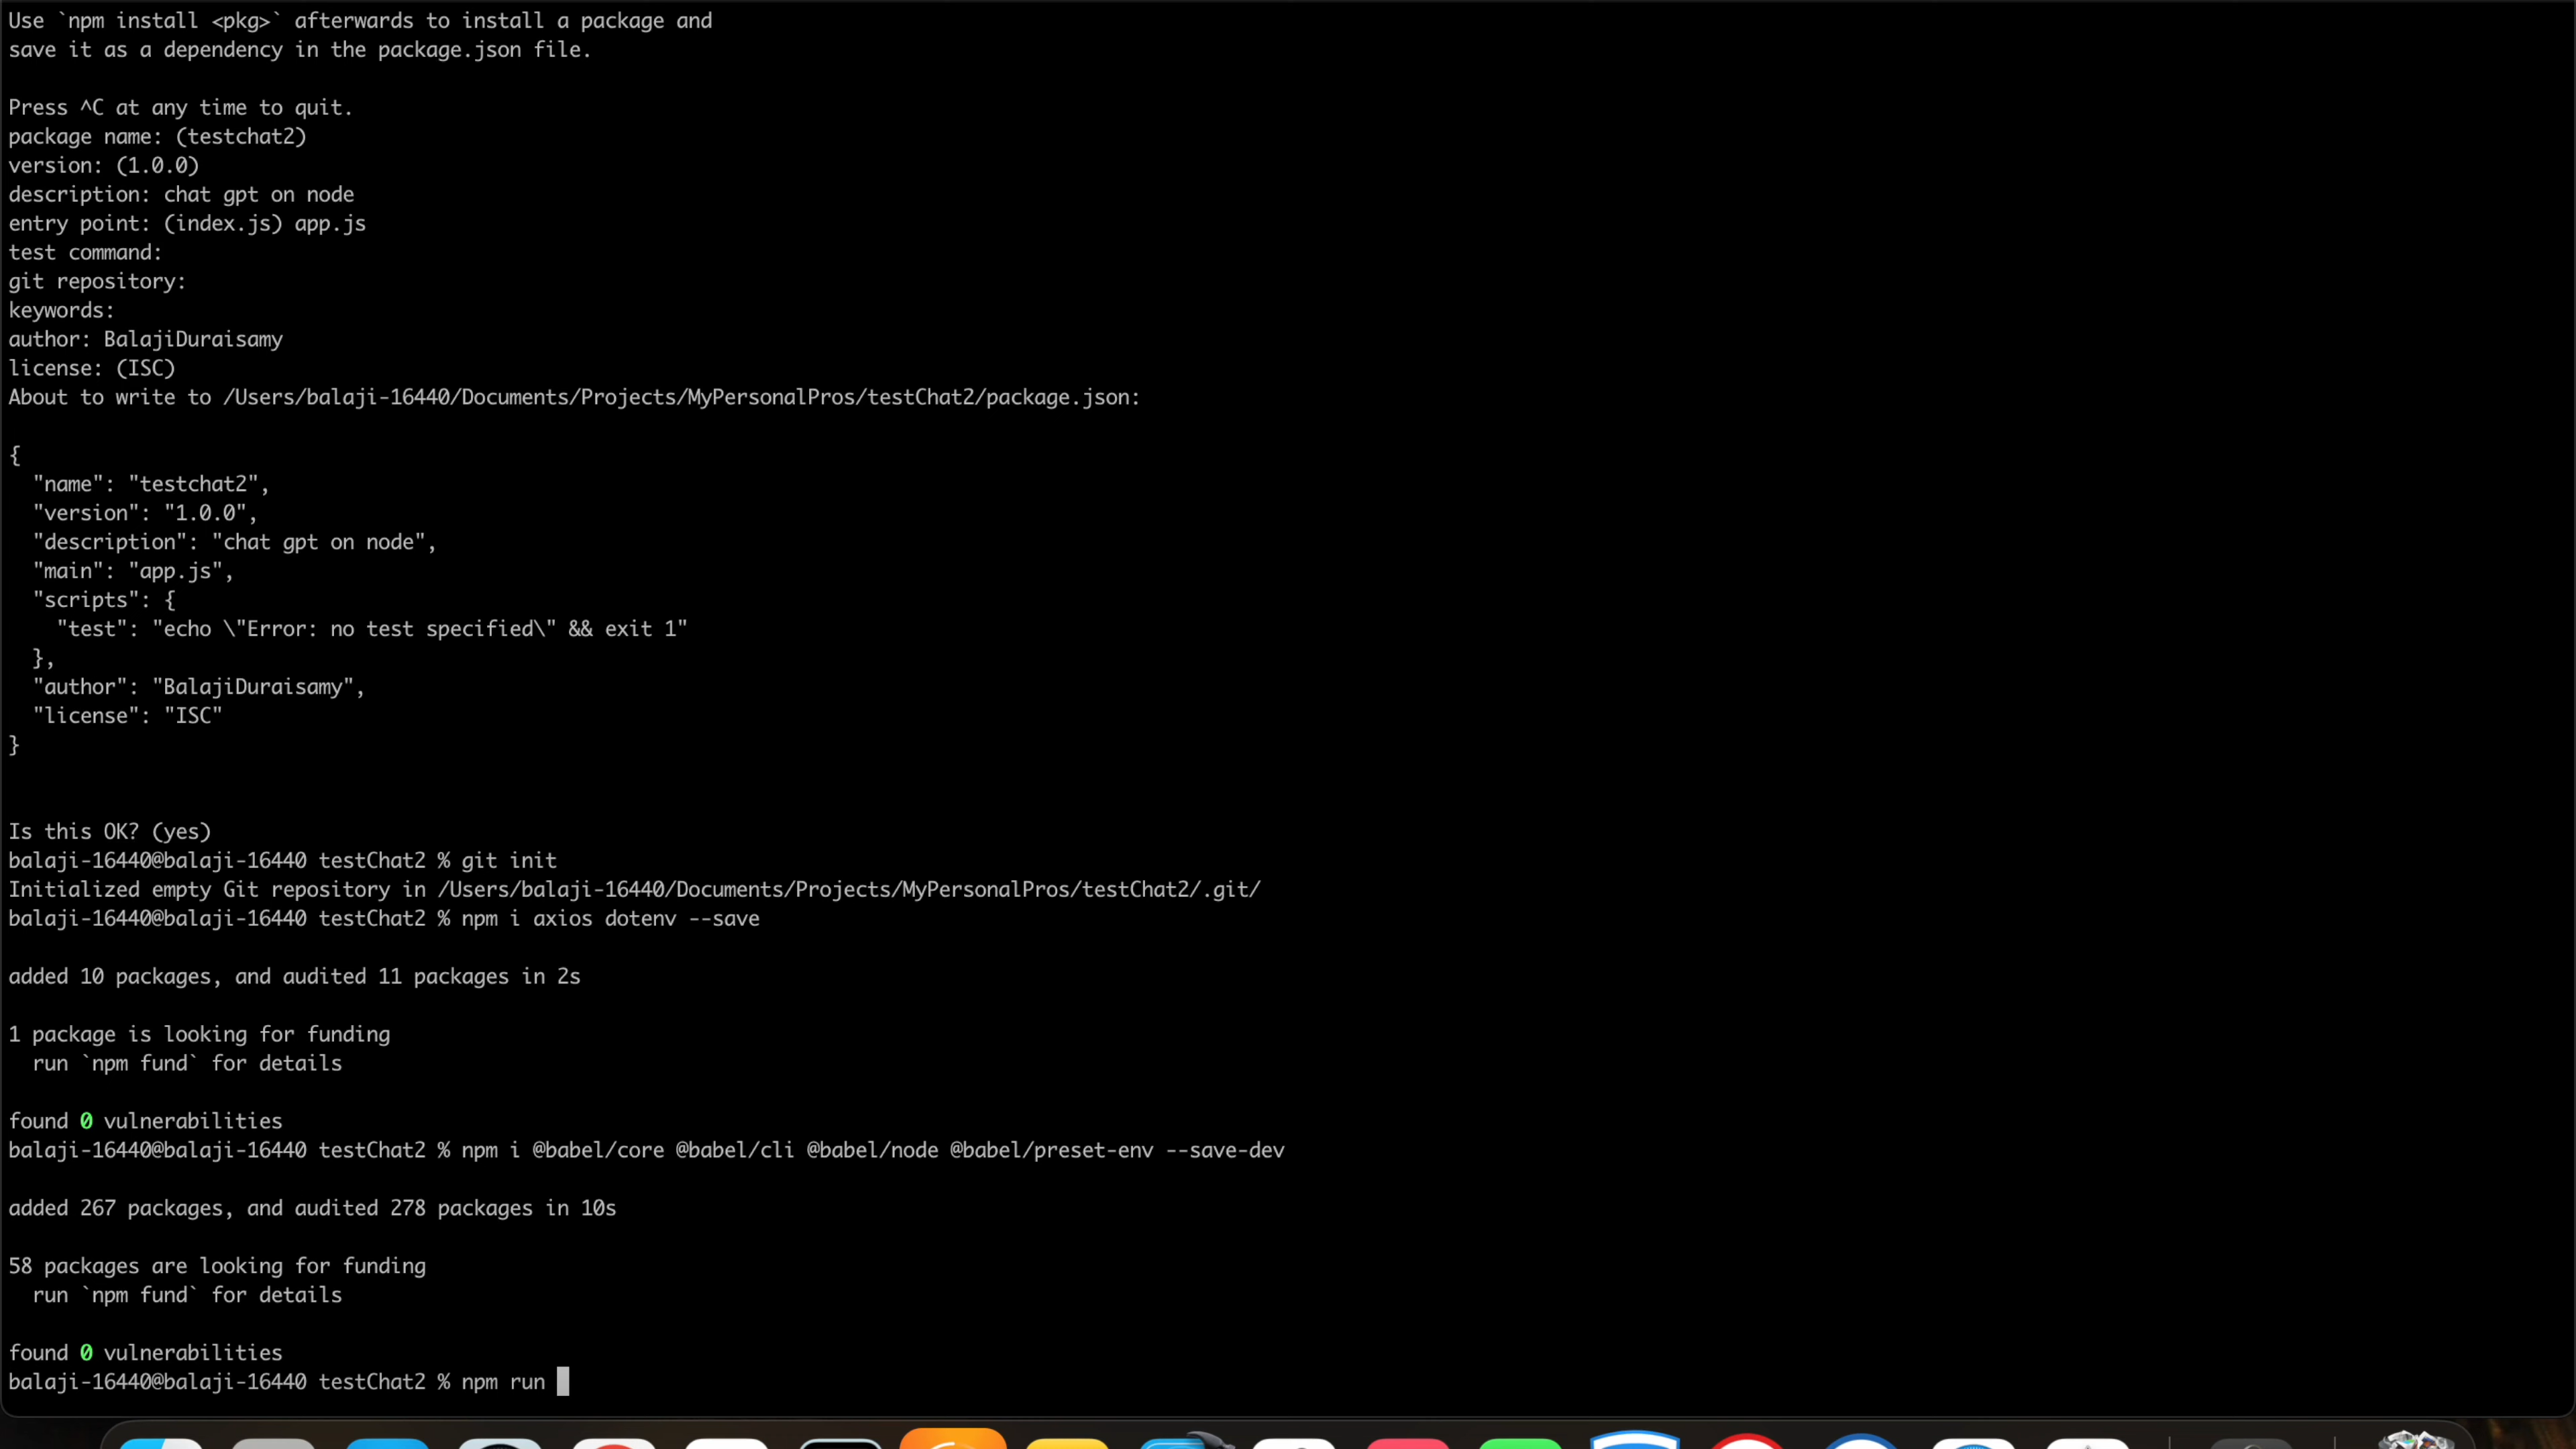 Use `npm install <pkg>` afterwards to install a package and
save it as a dependency in the package.json file.
Press ^C at any time to quit.
package name: (testchat2)
version: (1.0.0)
description: chat gpt on node
entry point: (index.js) app.js
test command:
git repository:
keywords:
author: BalajiDuraisamy
license: (ISC)
About to write to /Users/balaji-16440/Documents/Projects/MyPersonalPros/testChat2/package.json:
{
  "name": "testchat2",
  "version": "1.0.0",
  "description": "chat gpt on node",
  "main": "app.js",
  "scripts": {
    "test": "echo \"Error: no test specified\" && exit 1"
  },
  "author": "BalajiDuraisamy",
  "license": "ISC"
}
Is this OK? (yes)
balaji-16440@balaji-16440 testChat2 % git init
Initialized empty Git repository in /Users/balaji-16440/Documents/Projects/MyPersonalPros/testChat2/.git/
balaji-16440@balaji-16440 testChat2 % npm i axios dotenv --save
added 10 packages, and audited 11 packages in 2s
1 package is looking for funding
  run `npm fund` for details
found 0 vulnerabilities
balaji-16440@balaji-16440 testChat2 % npm i @babel/core @babel/cli @babel/node @babel/preset-env --save-dev
added 267 packages, and audited 278 packages in 10s
58 packages are looking for funding
  run `npm fund` for details
found 0 vulnerabilities
balaji-16440@balaji-16440 testChat2 % npm run